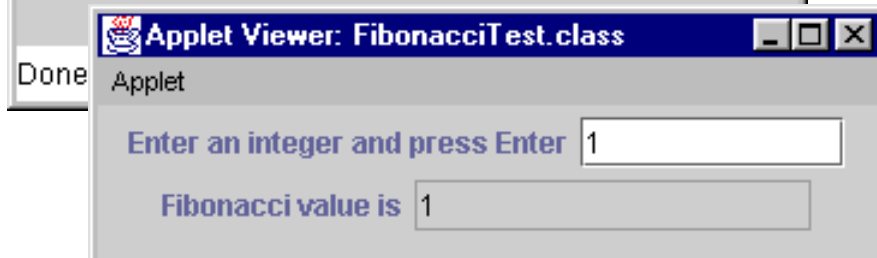 Applet Viewer: FibonacciTest.class
Done
Applet
Enter an integer and press Enter 1
Fibonacci value is 1